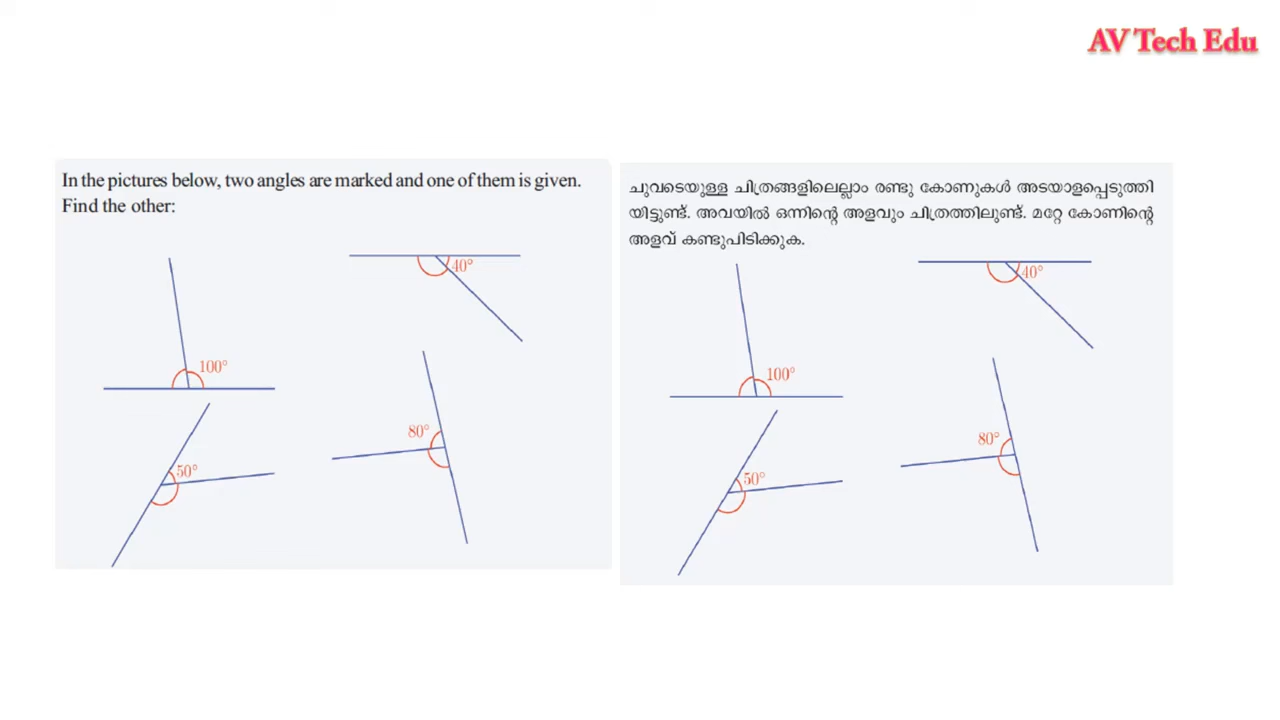 AV Tech Edu
In the pictures below, two angles are marked and one of them is given.
Find the other:
40°
100°
80°
50°
ചുവടെയുള്ള ചിത്രങ്ങളിലെല്ലാം രണ്ടു കോണുകൾ അടയാളപ്പെടുത്തി
യിട്ടുണ്ട്. അവയിൽ ഒന്നിന്റെ അളവും ചിത്രത്തിലുണ്ട്. മറ്റേ കോണിന്റെ
അളവ് കണ്ടുപിടിക്കുക.
40°
100°
80°
50°